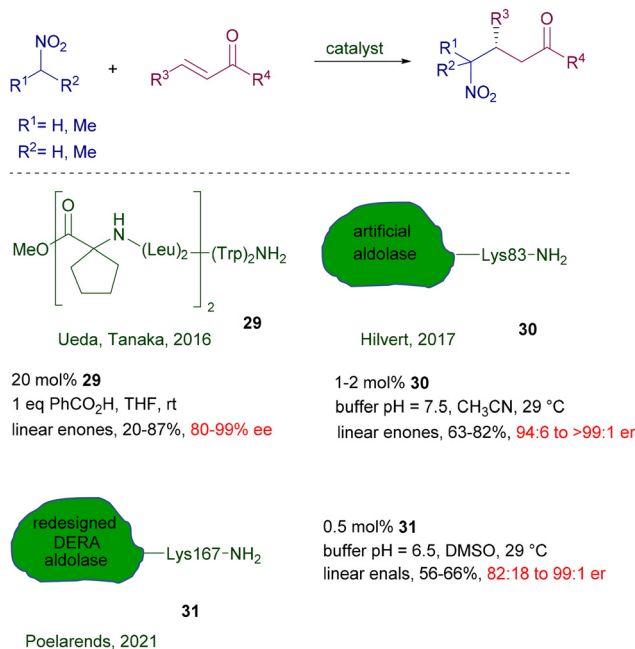 NO₂
R¹ R²
+
R³ O R⁴
catalyst
R³ O
R¹
R² R⁴
NO₂
R¹= H, Me
R²= H, Me
O H
MeO N (Leu)₂ (Trp)₂NH₂
2
29
Ueda, Tanaka, 2016
artificial
aldolase
Lys83-NH₂
30
Hilvert, 2017
20 mol% 29
1 eq PhCO₂H, THF, rt
linear enones, 20-87%, 80-99% ee
1-2 mol% 30
buffer pH = 7.5, CH₃CN, 29 °C
linear enones, 63-82%, 94:6 to >99:1 er
redesigned
DERA
aldolase
Lys167-NH₂
31
Poelarends, 2021
0.5 mol% 31
buffer pH = 6.5, DMSO, 29 °C
linear enals, 56-66%, 82:18 to 99:1 er